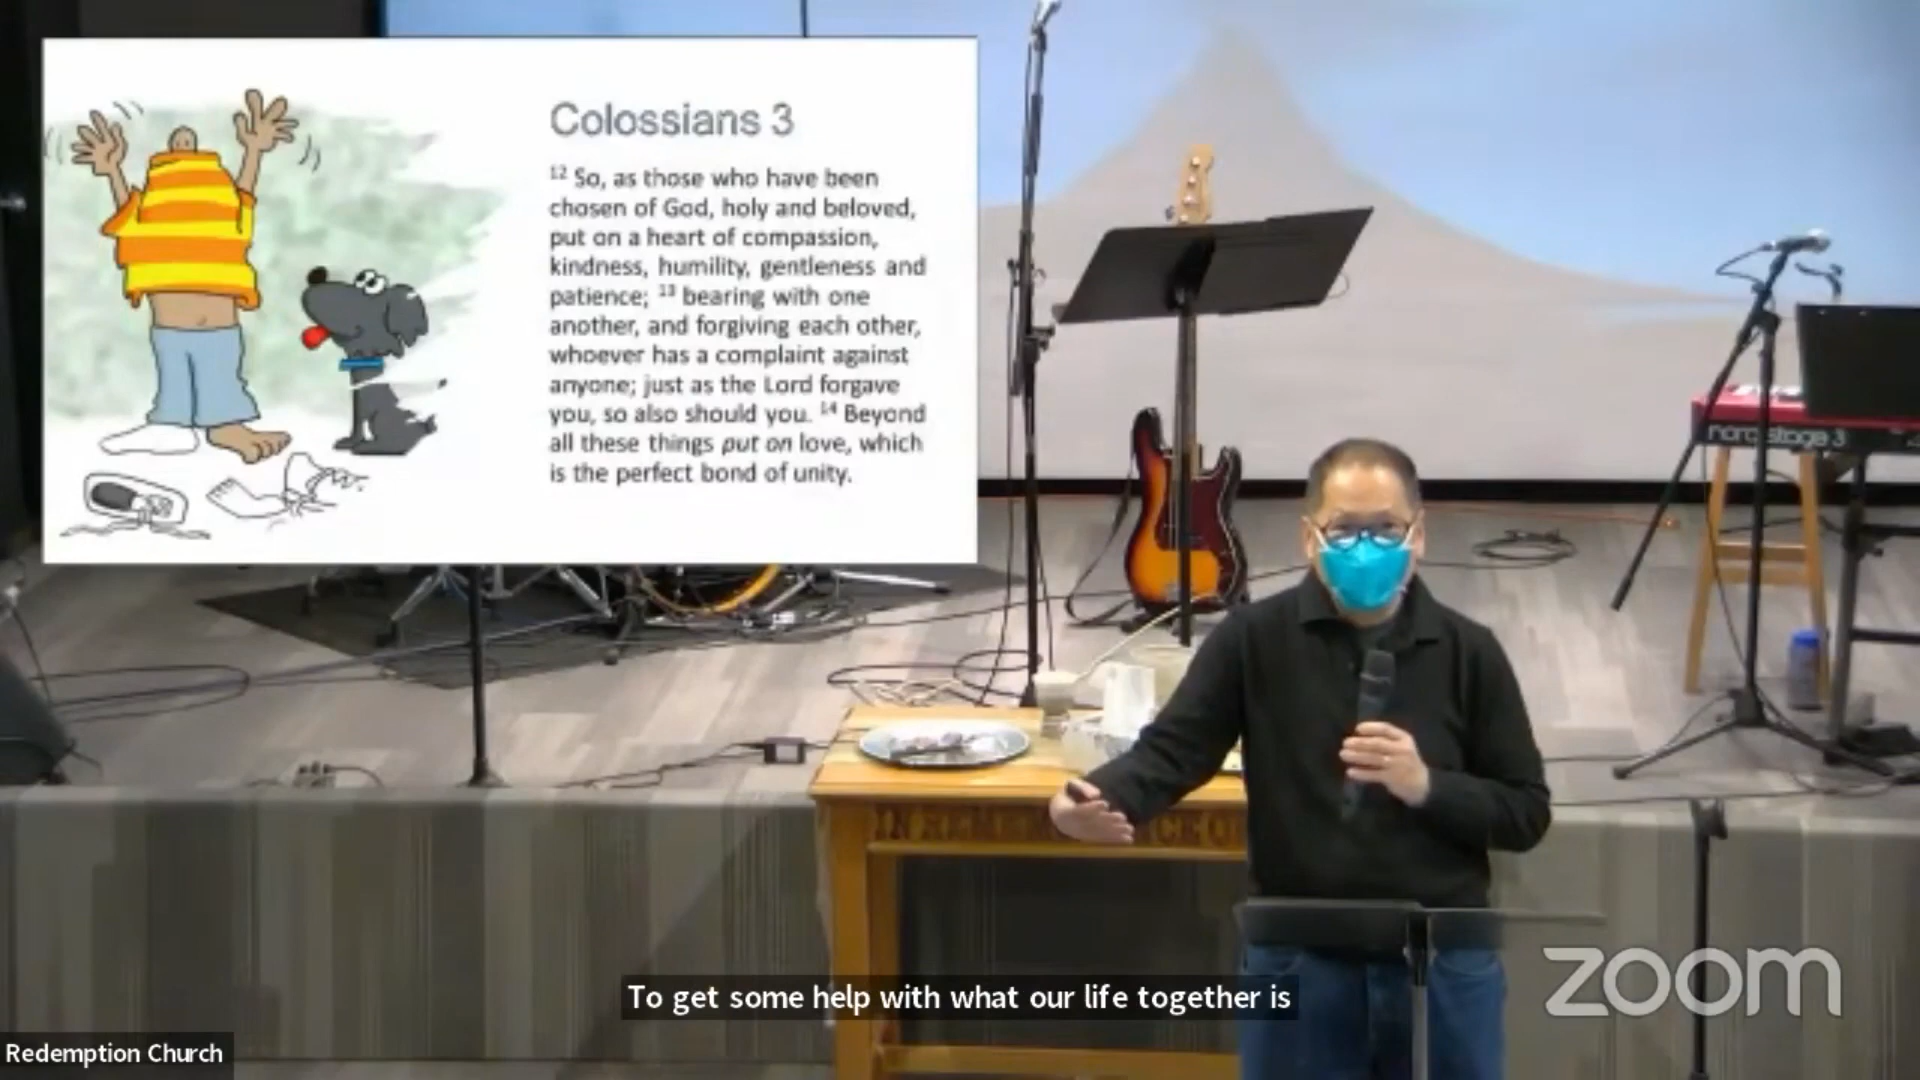 Colossians 3
12 So, as those who have been
chosen of God, holy and beloved,
put on a heart of compassion,
kindness, humility, gentleness and
patience; 13 bearing with one
another, and forgiving each other,
whoever has a complaint against
anyone; just as the Lord forgave
you, so also should you. 14 Beyond
all these things put on love, which
is the perfect bond of unity.
nord stage 3
IN REMEM CE O
To get some help with what our life together is
zoom
Redemption Church